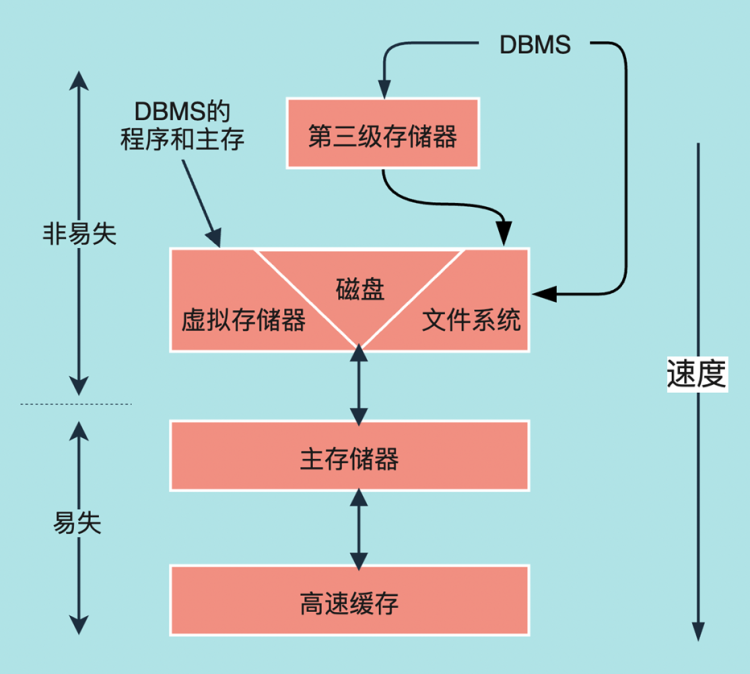 DBMS
DBMS的
程序和主存
第三级存储器
非易失
磁盘
虚拟存储器
文件系统
速度
主存储器
易失
高速缓存